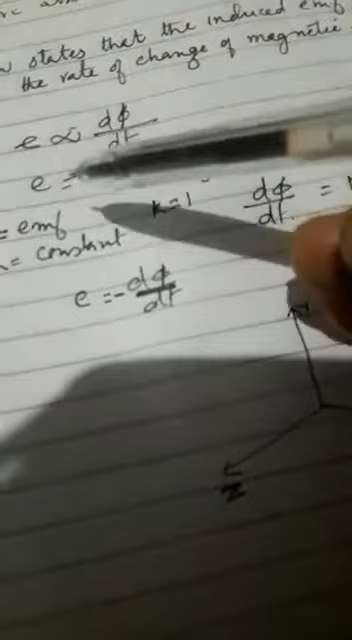 states that the induced emf
the rate of change of magnetic
e ∝ dϕ/dt
e =
k=1
dϕ/dt =
= emf
= constant
e = -dϕ/dt
Z